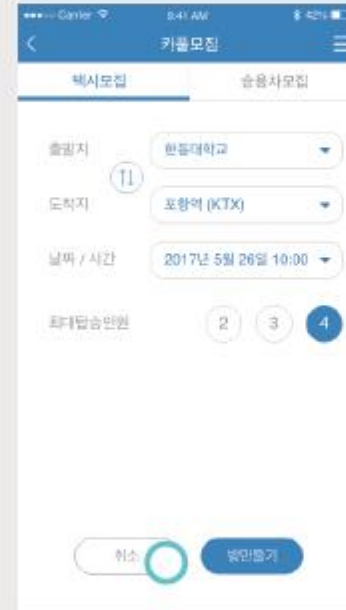 Carrier 9:41 AM 42%
카풀모집
택시모집 승용차모집
출발지 한동대학교
도착지 포항역 (KTX)
날짜 / 시간 2017년 5월 26일 10:00
최대탑승인원 2 3 4
취소 방만들기